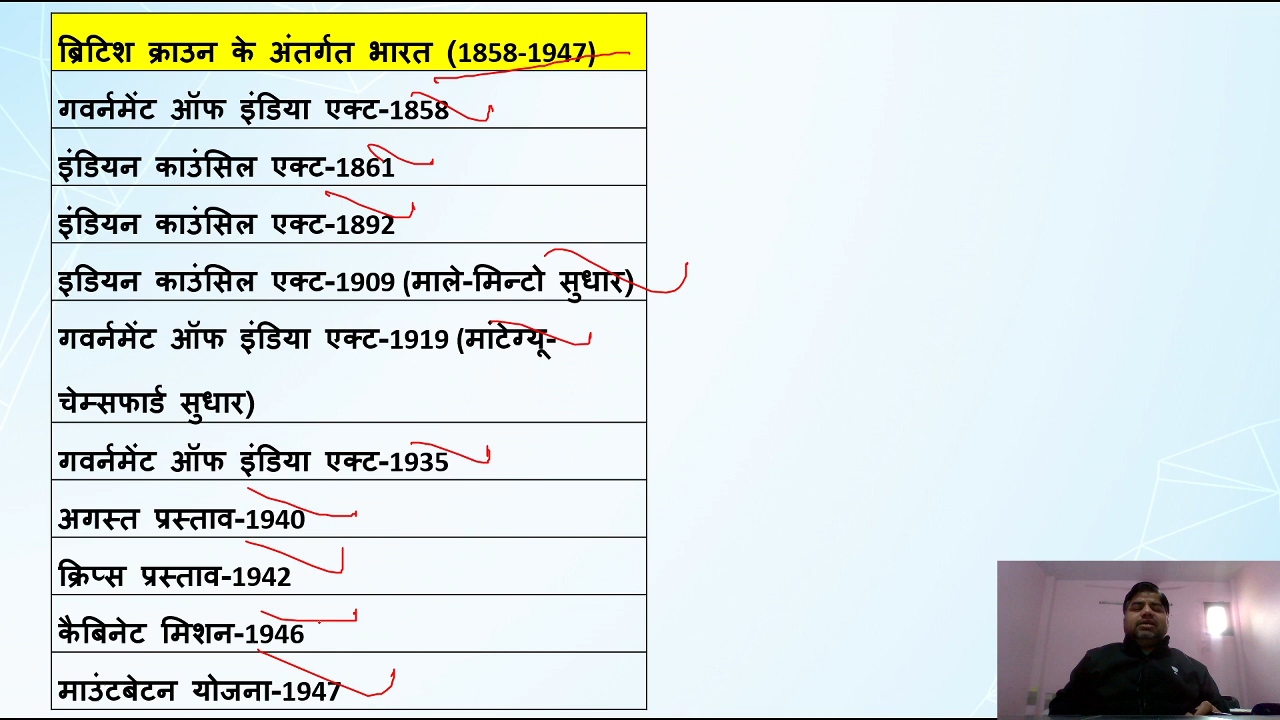 ब्रिटिश क्राउन के अंतर्गत भारत (1858-1947)
गवर्नमेंट ऑफ इंडिया एक्ट-1858
इंडियन काउंसिल एक्ट-1861
इंडियन काउंसिल एक्ट-1892
इंडियन काउंसिल एक्ट-1909 (मार्ले-मिन्टो सुधार)
गवर्नमेंट ऑफ इंडिया एक्ट-1919 (मांटेग्यू-
चेम्सफार्ड सुधार)
गवर्नमेंट ऑफ इंडिया एक्ट-1935
अगस्त प्रस्ताव-1940
क्रिप्स प्रस्ताव-1942
कैबिनेट मिशन-1946
माउंटबेटन योजना-1947